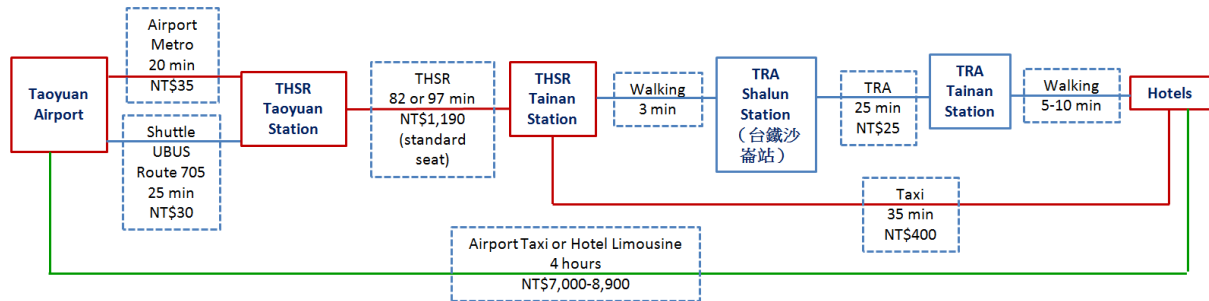 Taoyuan
Airport
Airport
Metro
20 min
NT$35
Shuttle
UBUS
Route 705
25 min
NT$30
THSR
Taoyuan
Station
THSR
82 or 97 min
NT$1,190
(standard
seat)
THSR
Tainan
Station
Walking
3 min
TRA
Shalun
Station
（台鐵沙
崙站）
TRA
25 min
NT$25
TRA
Tainan
Station
Walking
5-10 min
Hotels
Taxi
35 min
NT$400
Airport Taxi or Hotel Limousine
4 hours
NT$7,000-8,900